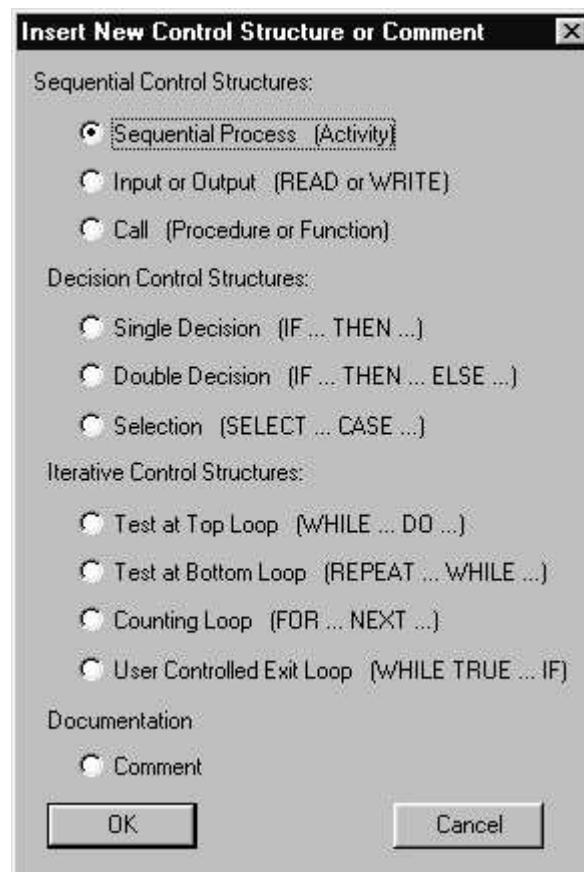 Insert New Control Structure or Comment
Sequential Control Structures:
Sequential Process (Activity)
Input or Output (READ or WRITE)
Call (Procedure or Function)
Decision Control Structures:
Single Decision (IF ... THEN ...)
Double Decision (IF ... THEN ... ELSE ...)
Selection (SELECT ... CASE ...)
Iterative Control Structures:
Test at Top Loop (WHILE ... DO ...)
Test at Bottom Loop (REPEAT ... WHILE ...)
Counting Loop (FOR ... NEXT ...)
User Controlled Exit Loop (WHILE TRUE ... IF)
Documentation
Comment
OK Cancel